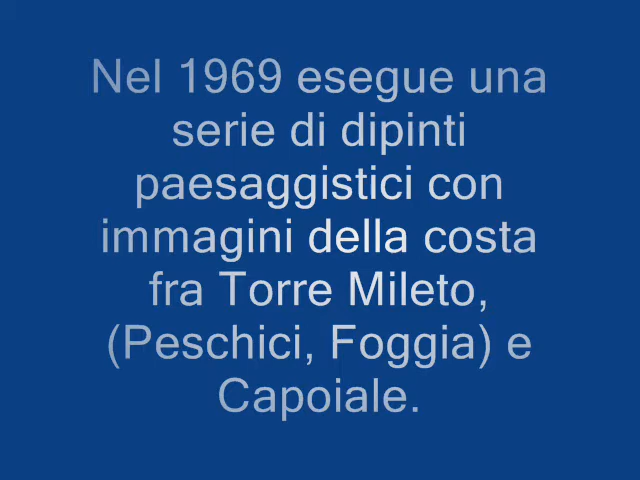 Nel 1969 esegue una
serie di dipinti
paesaggistici con
immagini della costa
fra Torre Mileto,
(Peschici, Foggia) e
Capoiale.